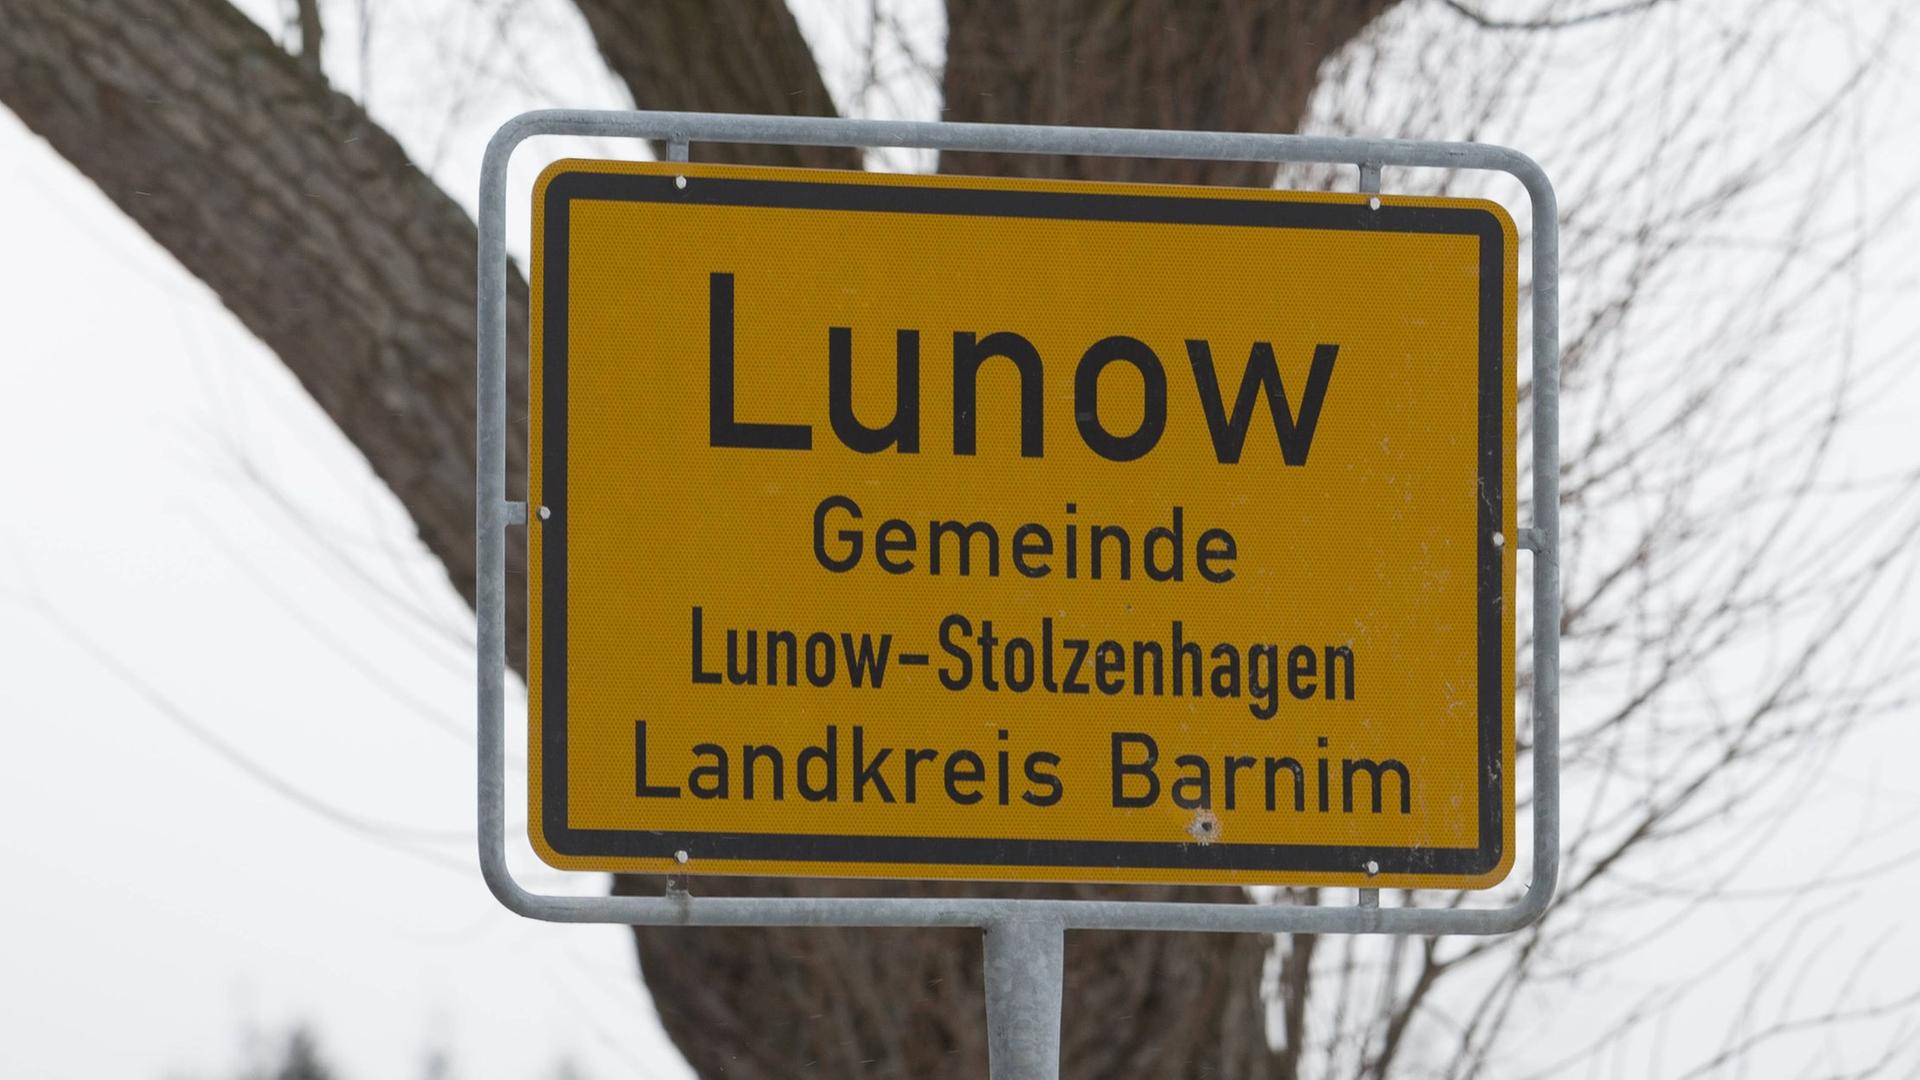 Lunow
Gemeinde
Lunow-Stolzenhagen
Landkreis Barnim